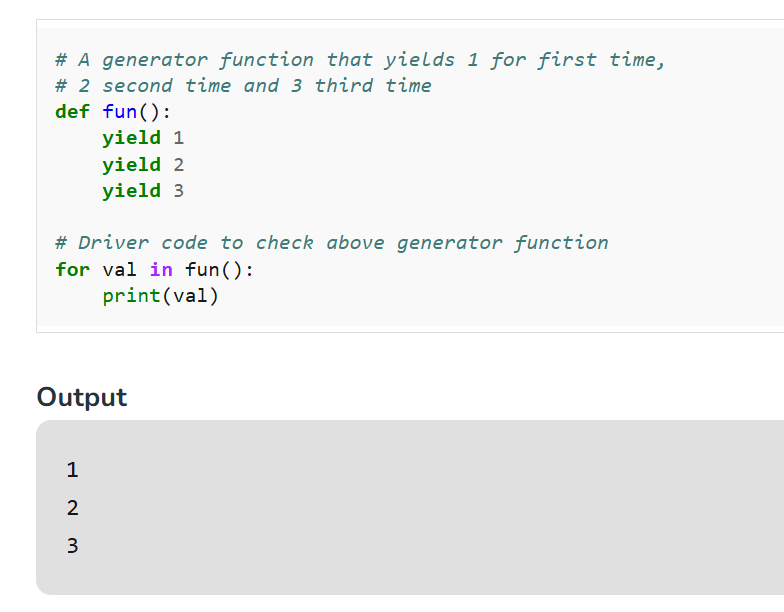 # A generator function that yields 1 for first time,
# 2 second time and 3 third time
def fun():
    yield 1
    yield 2
    yield 3
# Driver code to check above generator function
for val in fun():
    print(val)
Output
1
2
3